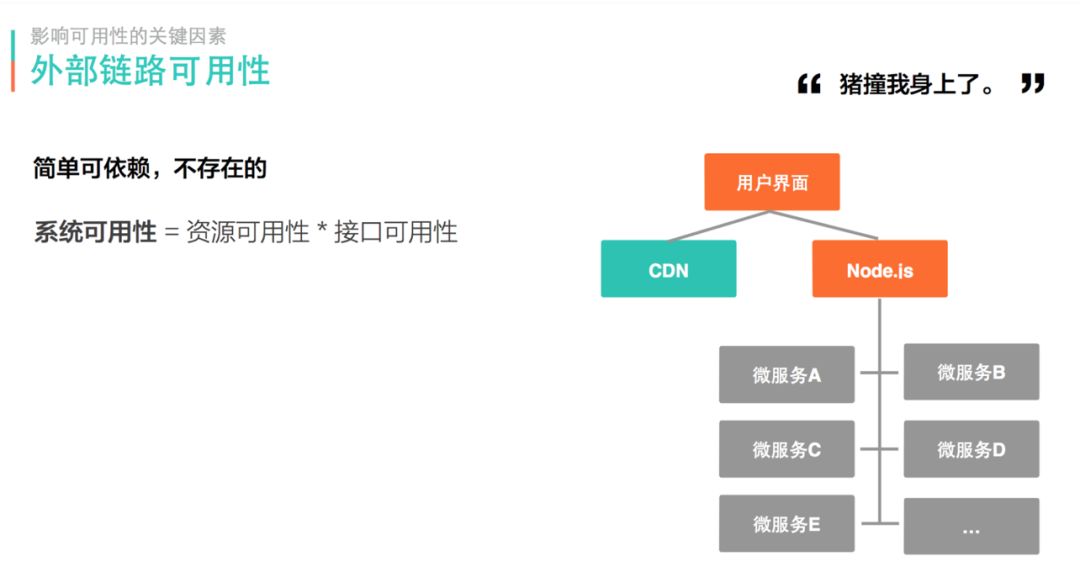 影响可用性的关键因素
外部链路可用性
“ 猪撞我身上了。 ”
简单可依赖，不存在的
系统可用性 = 资源可用性 * 接口可用性
用户界面
CDN
Node.js
微服务A
微服务B
微服务C
微服务D
微服务E
...